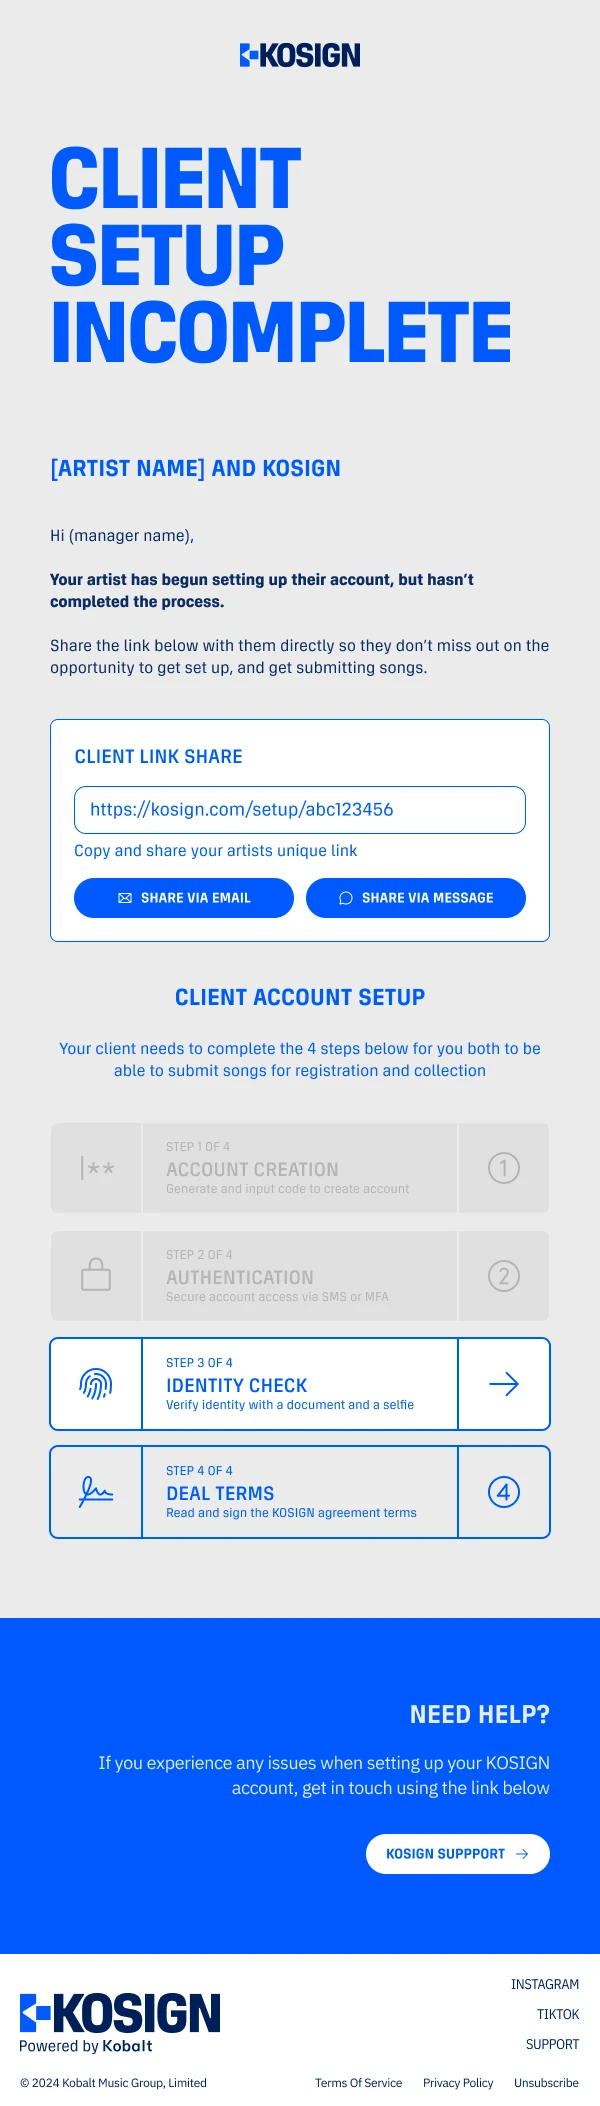 KOSIGN
CLIENT
SETUP
INCOMPLETE
[ARTIST NAME] AND KOSIGN
Hi (manager name),
Your artist has begun setting up their account, but hasn't
completed the process.
Share the link below with them directly so they don't miss out on the
opportunity to get set up, and get submitting songs.
CLIENT LINK SHARE
https://kosign.com/setup/abc123456
Copy and share your artists unique link
SHARE VIA EMAIL
SHARE VIA MESSAGE
CLIENT ACCOUNT SETUP
Your client needs to complete the 4 steps below for you both to be
able to submit songs for registration and collection
STEP 1 OF 4
|**
ACCOUNT CREATION
1
Generate and input code to create account
STEP 2 OF 4
AUTHENTICATION
2
Secure account access via SMS or MFA
STEP 3 OF 4
IDENTITY CHECK
Verify identity with a document and a selfie
STEP 4 OF 4
DEAL TERMS
4
Read and sign the KOSIGN agreement terms
NEED HELP?
If you experience any issues when setting up your KOSIGN
account, get in touch using the link below
KOSIGN SUPPPORT
INSTAGRAM
TIKTOK
SUPPORT
KOSIGN
Powered by Kobalt
© 2024 Kobalt Music Group, Limited
Terms Of Service
Privacy Policy
Unsubscribe